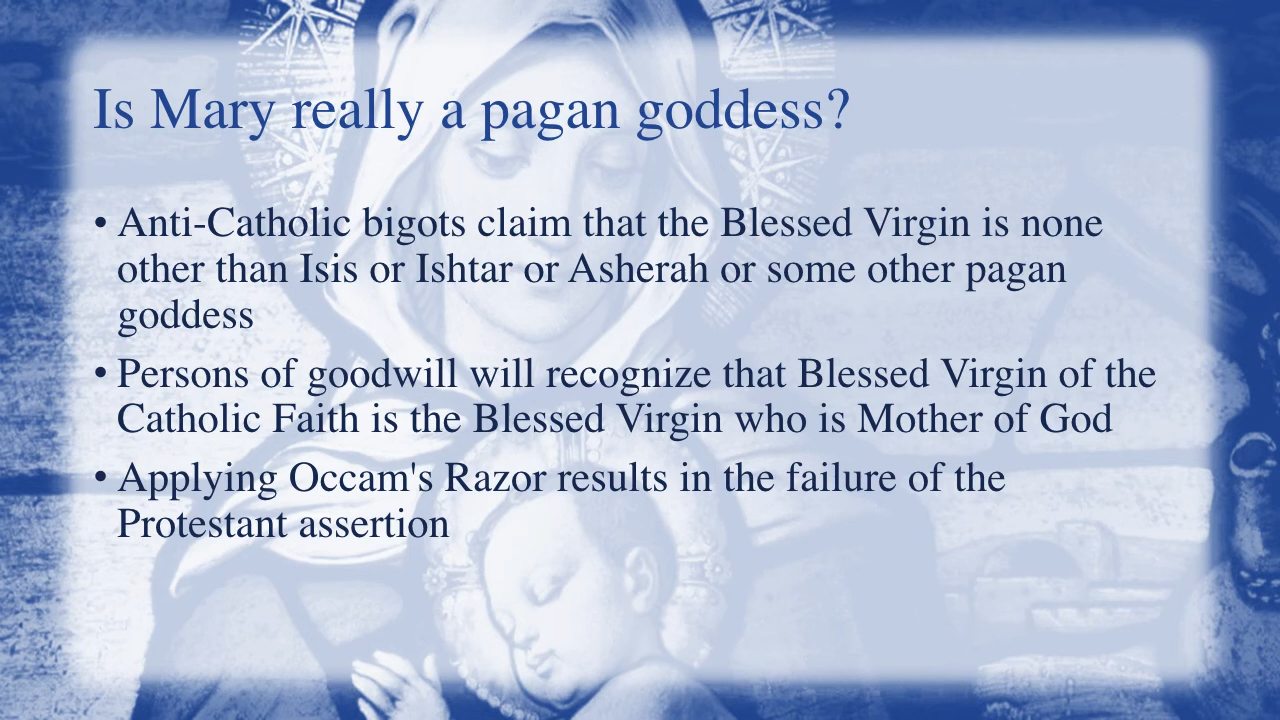 Is Mary really a pagan goddess?
• Anti-Catholic bigots claim that the Blessed Virgin is none
other than Isis or Ishtar or Asherah or some other pagan
goddess
• Persons of goodwill will recognize that Blessed Virgin of the
Catholic Faith is the Blessed Virgin who is Mother of God
• Applying Occam's Razor results in the failure of the
Protestant assertion